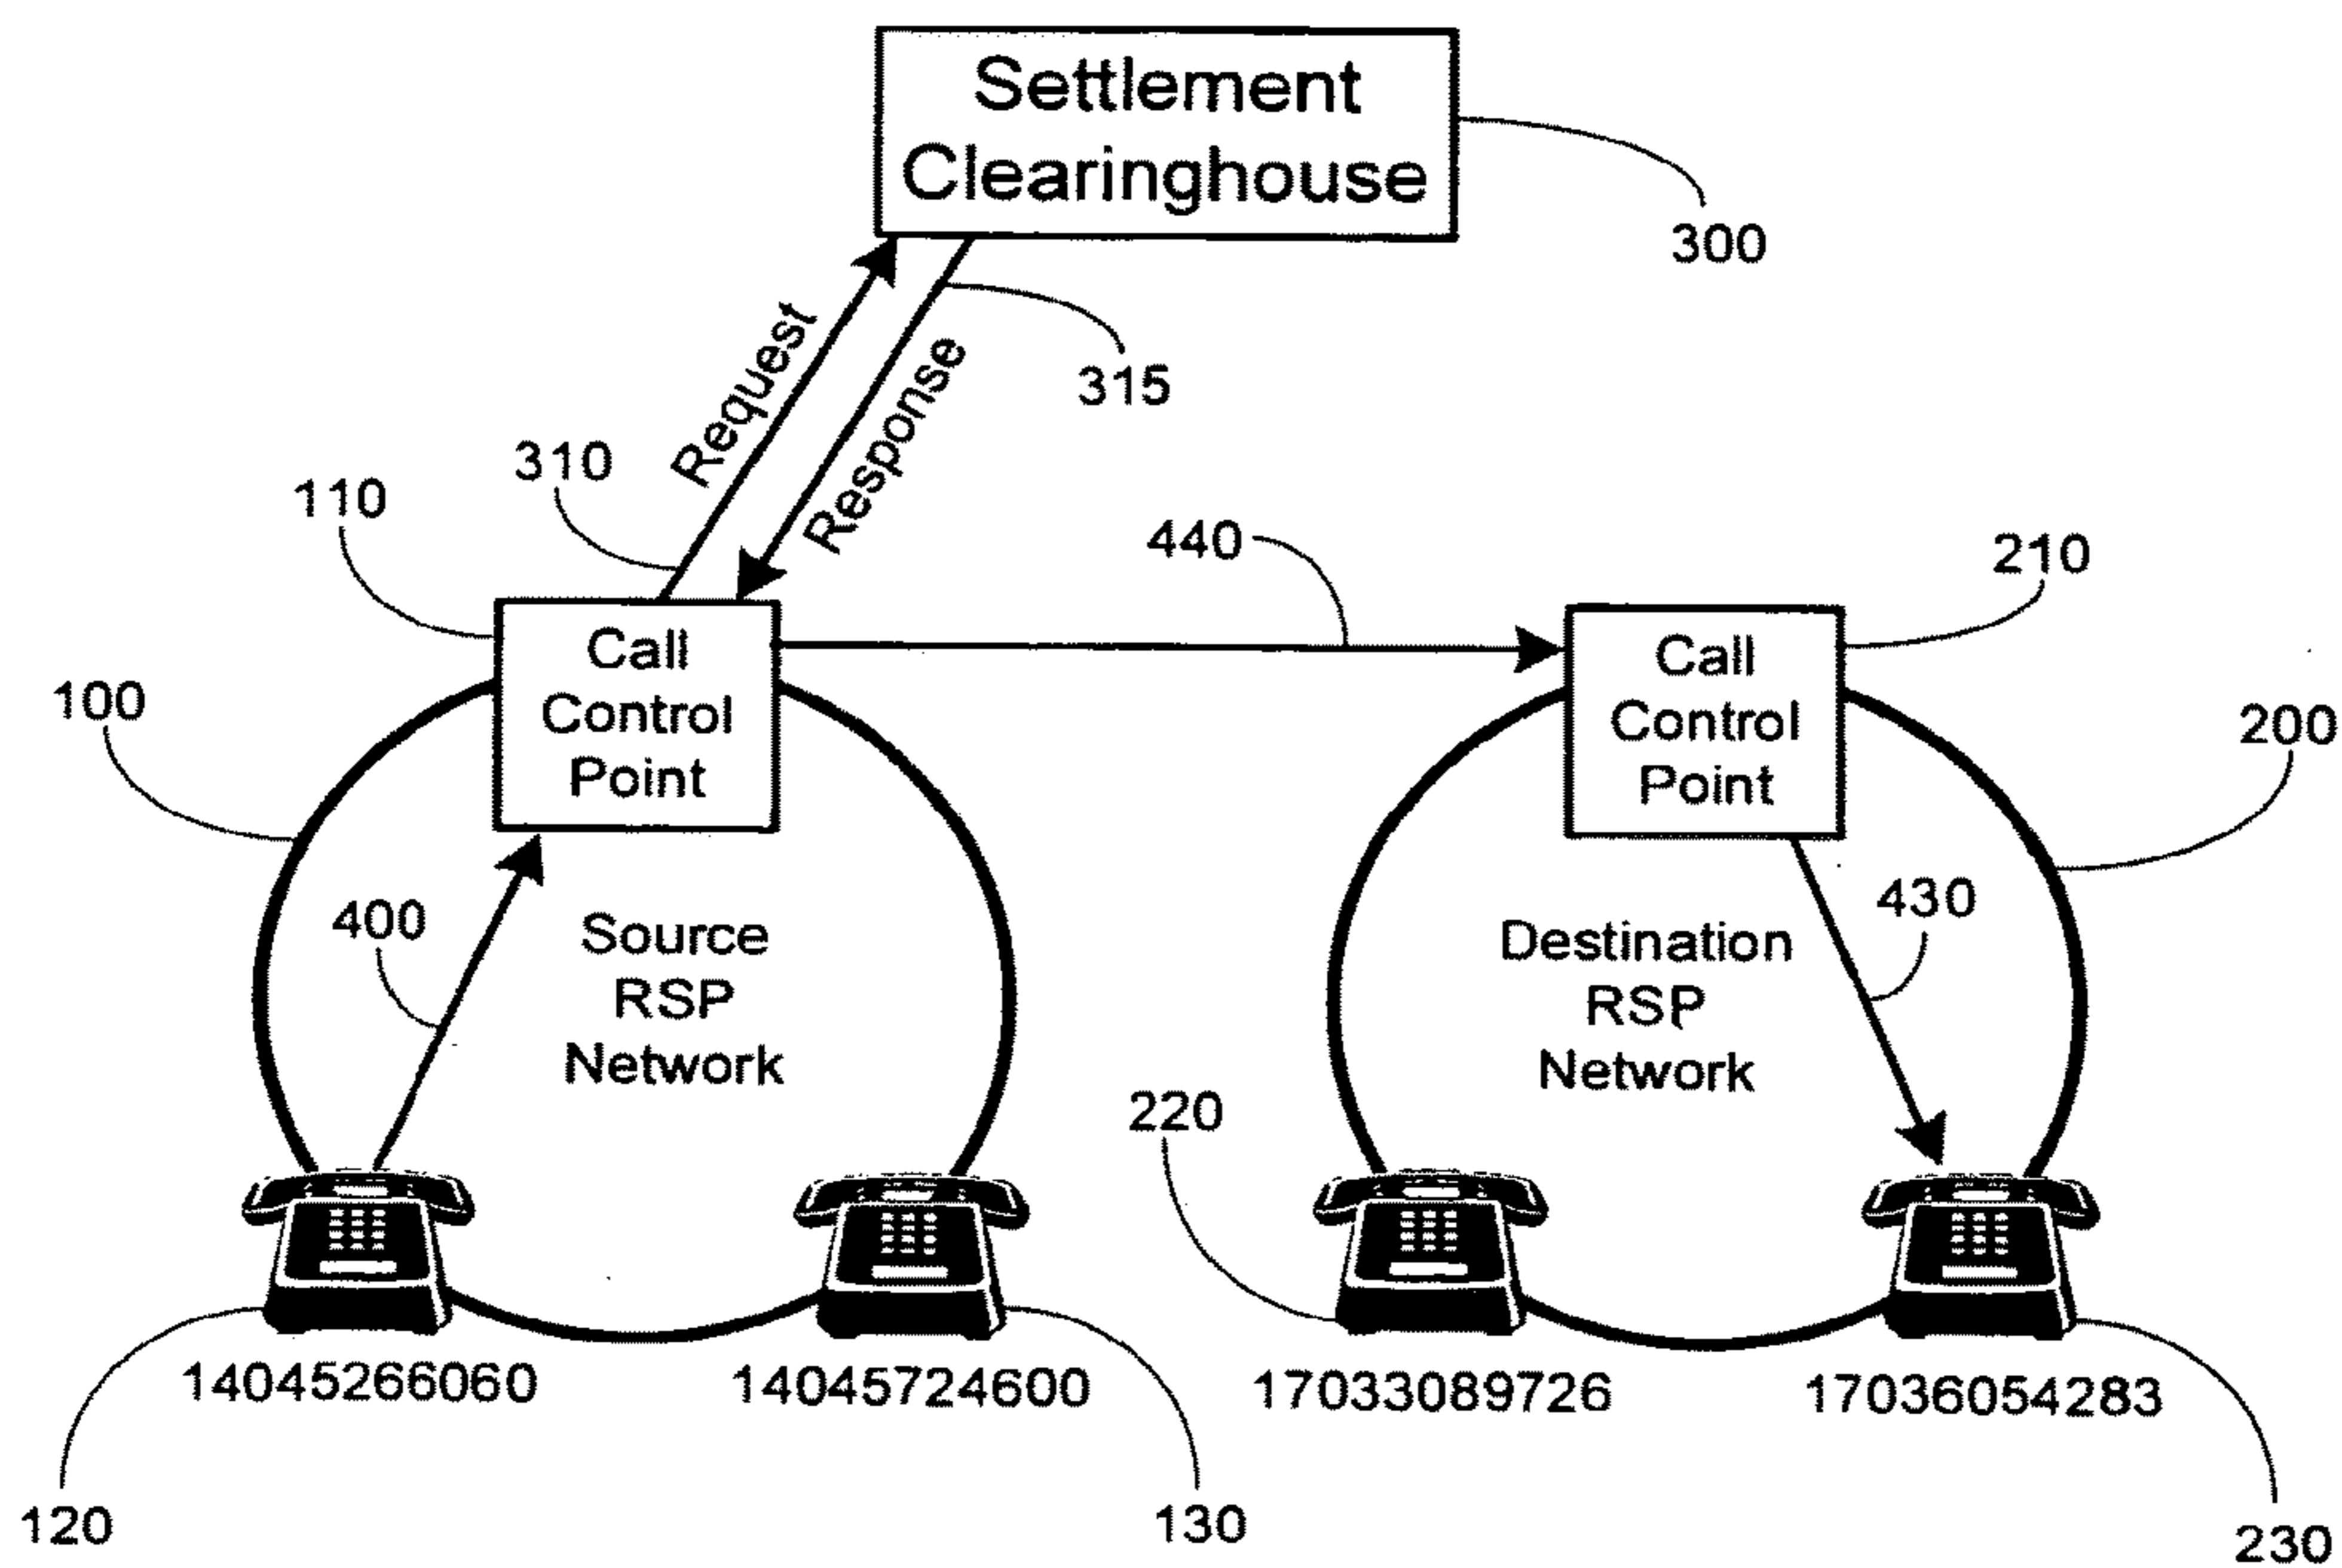 Settlement
Clearinghouse
300
Request
Response
315
310
110
440
210
Call
Control
Point
Call
Control
Point
100
200
400
Source
RSP
Network
430
Destination
RSP
Network
220
14045266060
14045724600
17033089726
17036054283
120
130
230